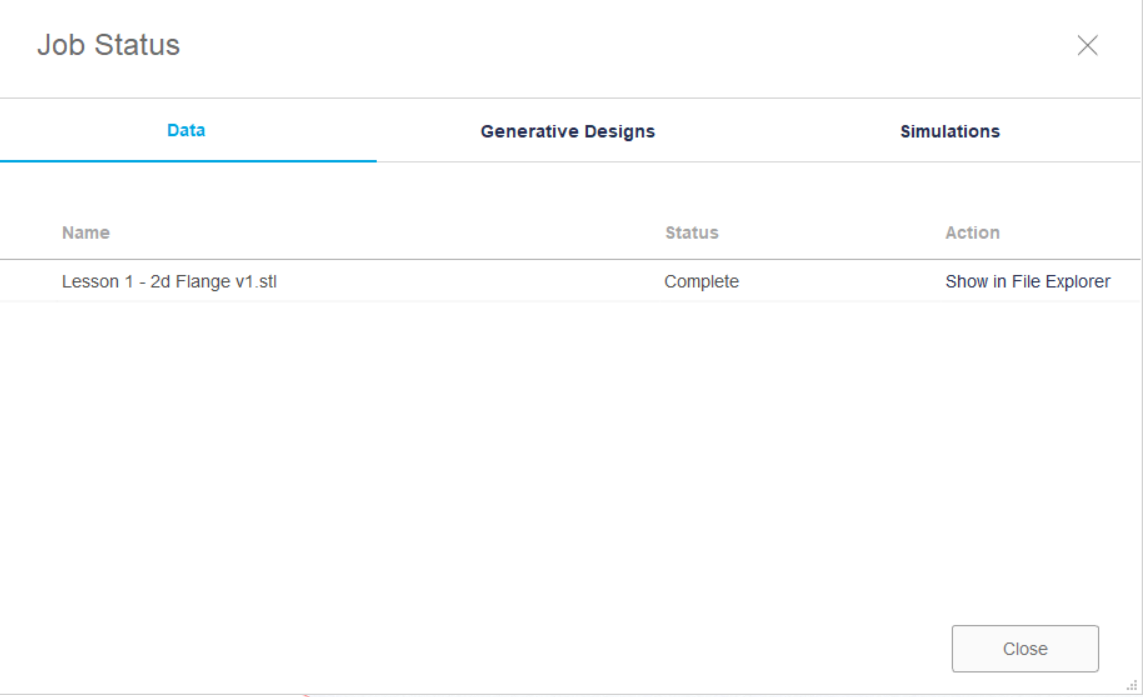 Job Status
Data Generative Designs Simulations
Name Status Action
Lesson 1 - 2d Flange v1.stl Complete Show in File Explorer
Close